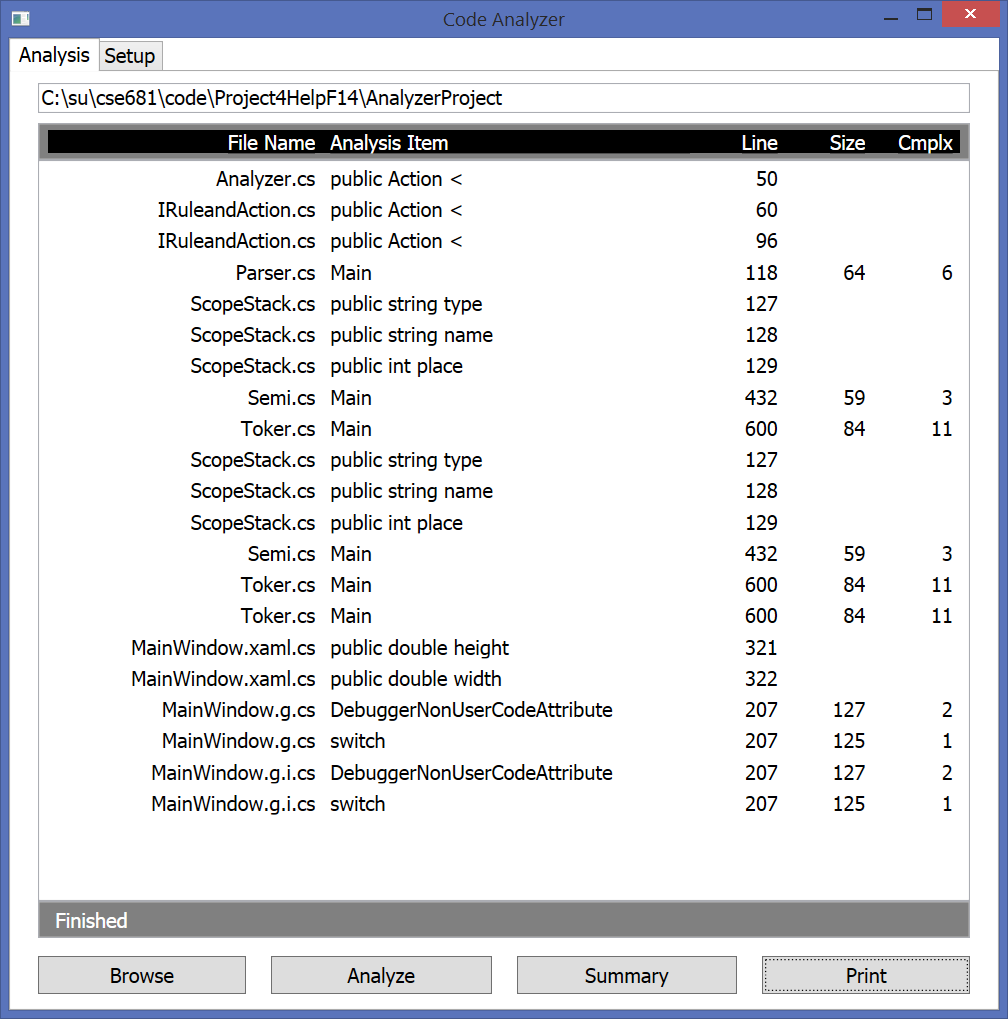 Code Analyzer
Analysis Setup
C:\su\cse681\code\Project4HelpF14\AnalyzerProject
File Name Analysis Item Line Size Cmplx
Analyzer.cs public Action < 50
IRuleandAction.cs public Action < 60
IRuleandAction.cs public Action < 96
Parser.cs Main 118 64 6
ScopeStack.cs public string type 127
ScopeStack.cs public string name 128
ScopeStack.cs public int place 129
Semi.cs Main 432 59 3
Toker.cs Main 600 84 11
ScopeStack.cs public string type 127
ScopeStack.cs public string name 128
ScopeStack.cs public int place 129
Semi.cs Main 432 59 3
Toker.cs Main 600 84 11
Toker.cs Main 600 84 11
MainWindow.xaml.cs public double height 321
MainWindow.xaml.cs public double width 322
MainWindow.g.cs DebuggerNonUserCodeAttribute 207 127 2
MainWindow.g.cs switch 207 125 1
MainWindow.g.i.cs DebuggerNonUserCodeAttribute 207 127 2
MainWindow.g.i.cs switch 207 125 1
Finished
Browse Analyze Summary Print